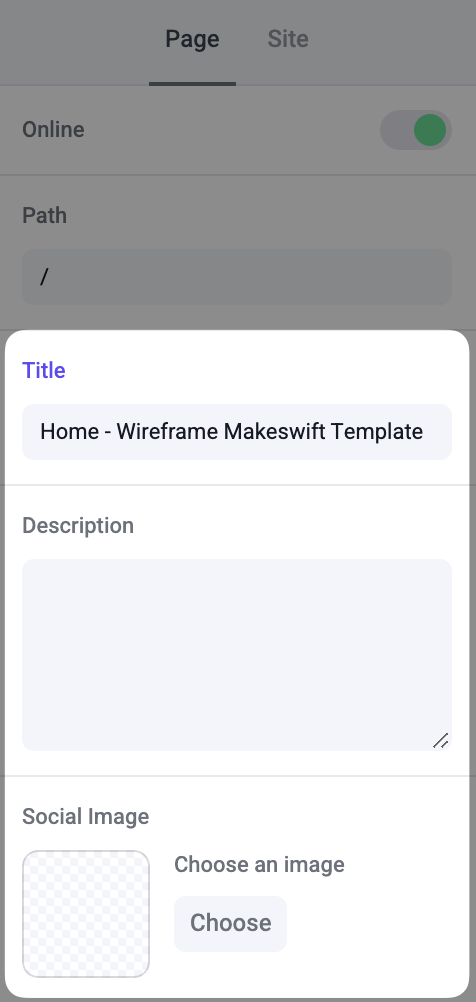 Page Site
Online
Path
/
Title
Home - Wireframe Makeswift Template
Description
Social Image
Choose an image
Choose